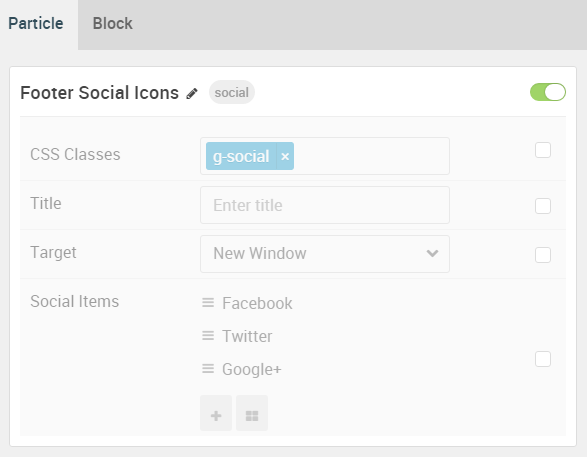 Particle Block
Footer Social Icons social
CSS Classes g-social ×
Title Enter title
Target New Window
Social Items Facebook
Twitter
Google+